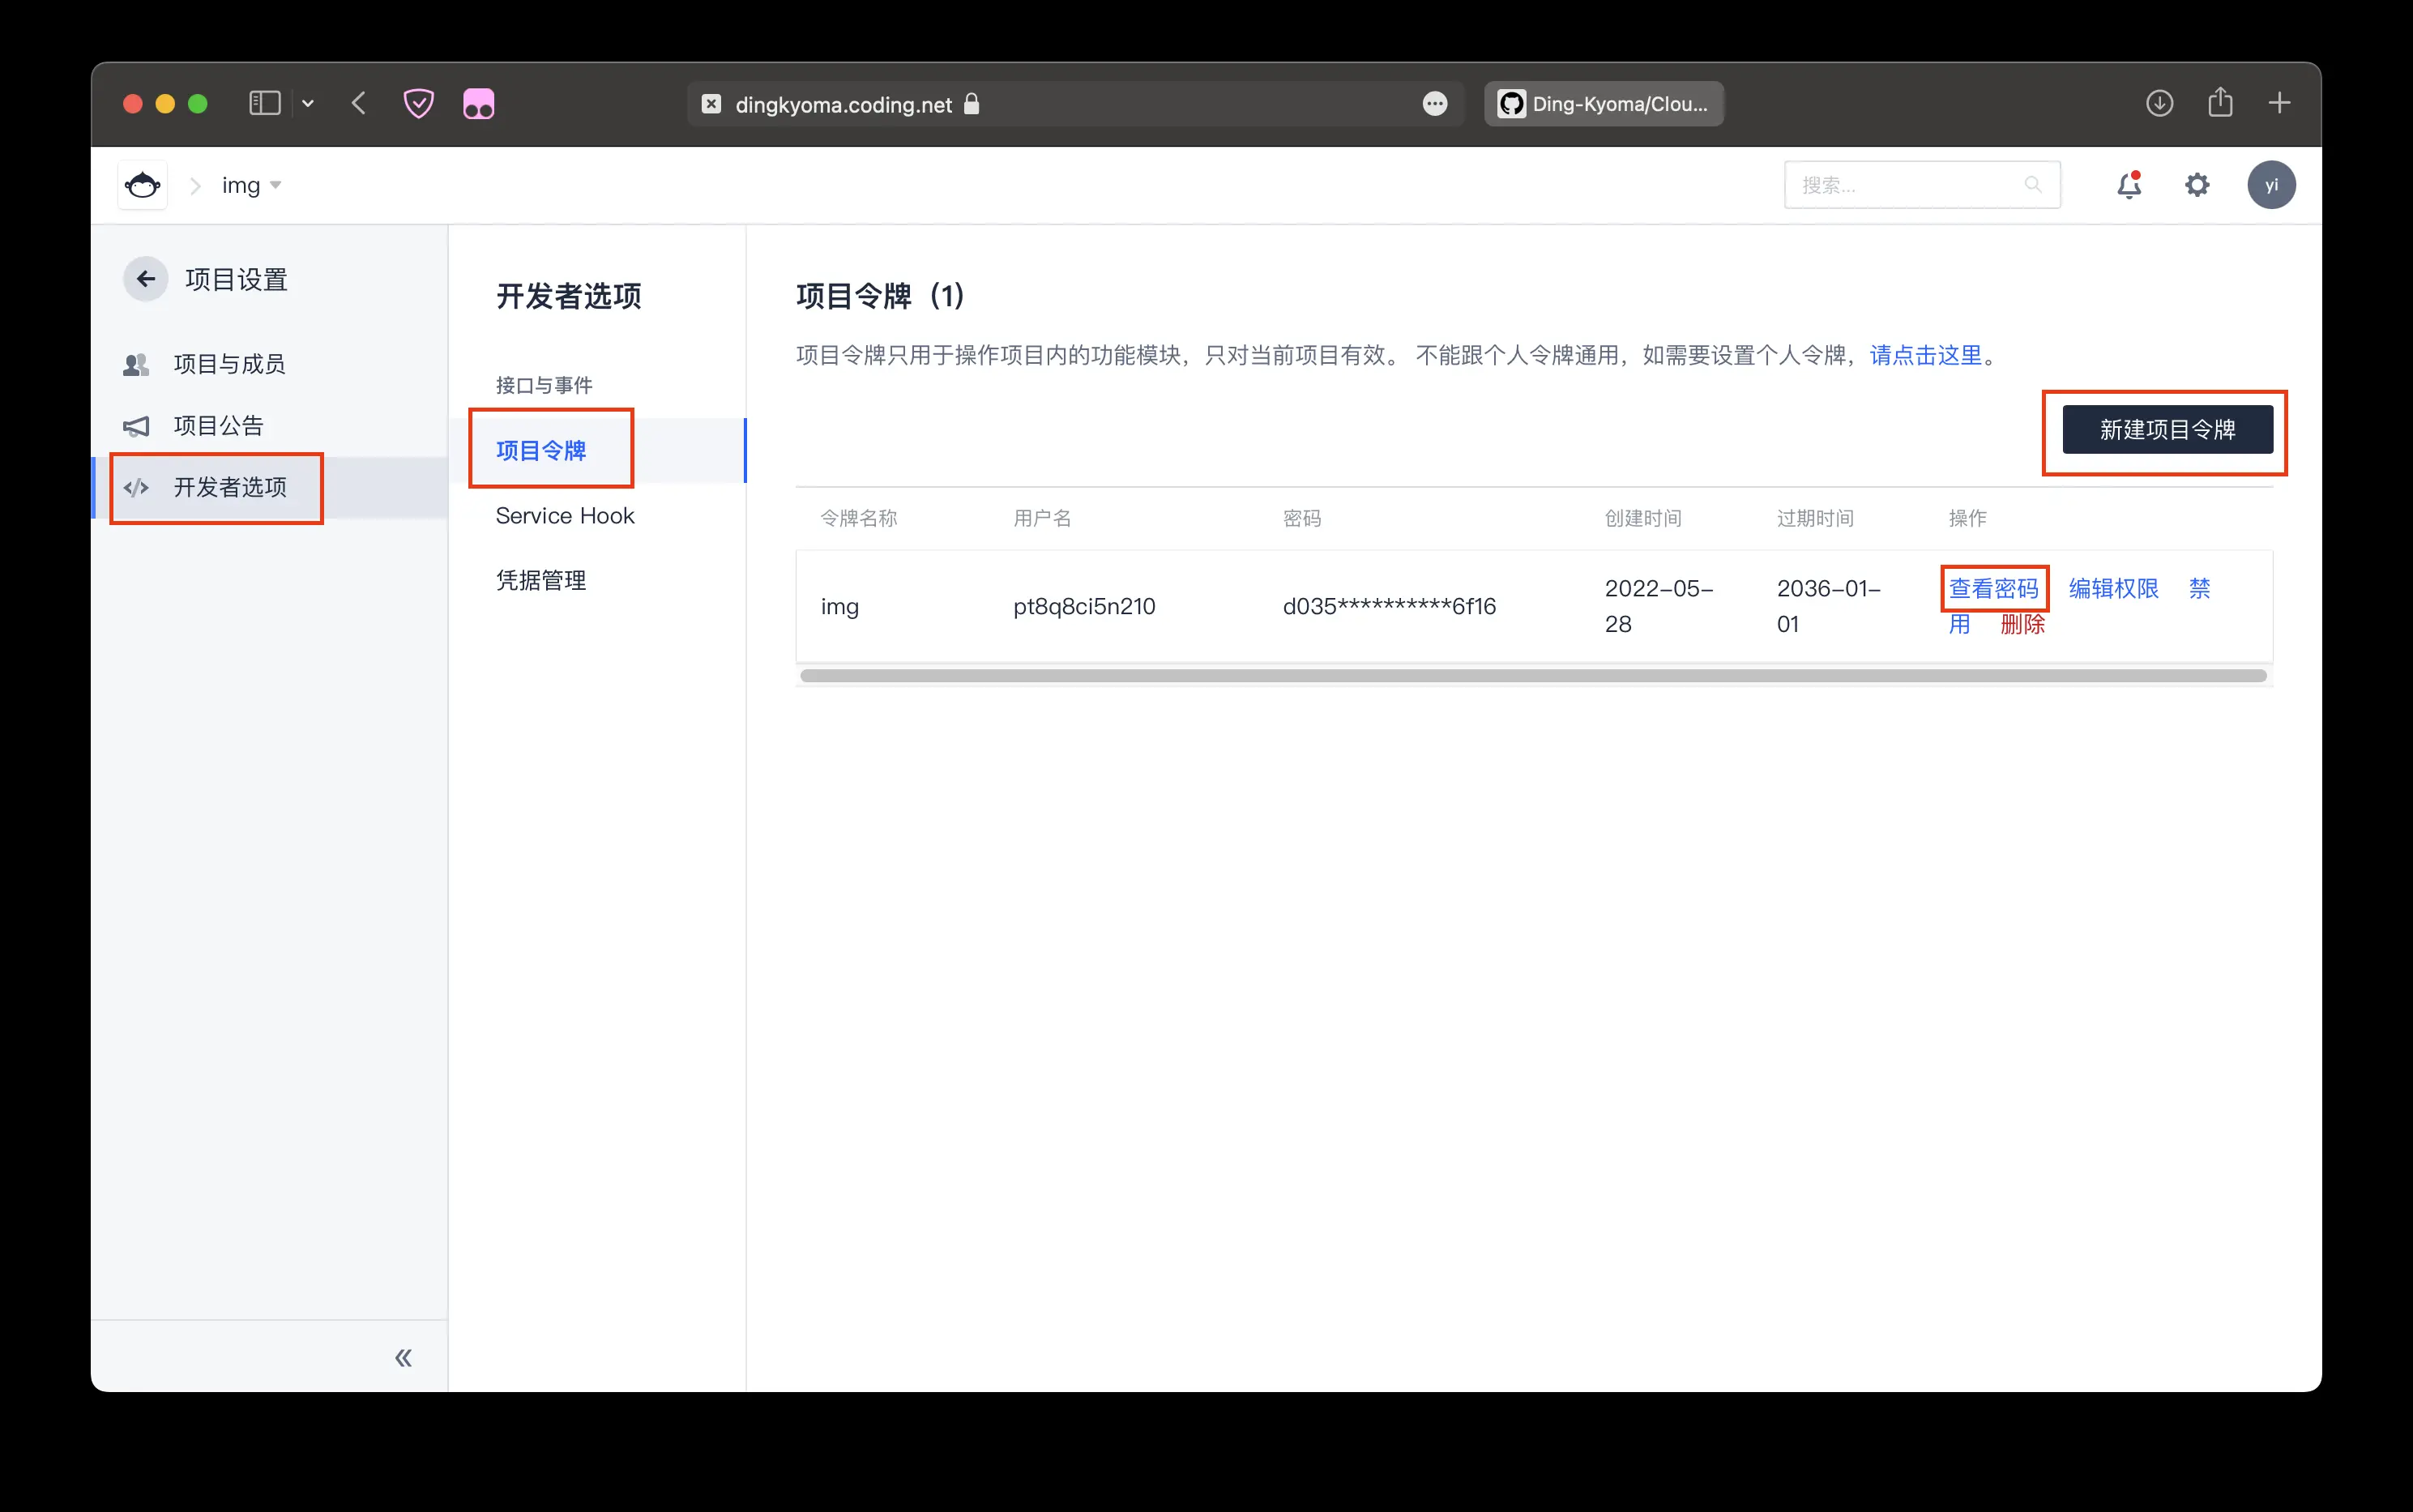 dingkyoma.coding.net
Ding-Kyoma/Clou...
img
搜索...
yi
项目设置
项目与成员
项目公告
开发者选项
开发者选项
接口与事件
项目令牌
Service Hook
凭据管理
项目令牌（1）
项目令牌只用于操作项目内的功能模块，只对当前项目有效。 不能跟个人令牌通用，如需要设置个人令牌，请点击这里。
新建项目令牌
令牌名称 用户名 密码 创建时间 过期时间 操作
img pt8q8ci5n210 d035**********6f16 2022-05-28 2036-01-01 查看密码 编辑权限 禁用 删除